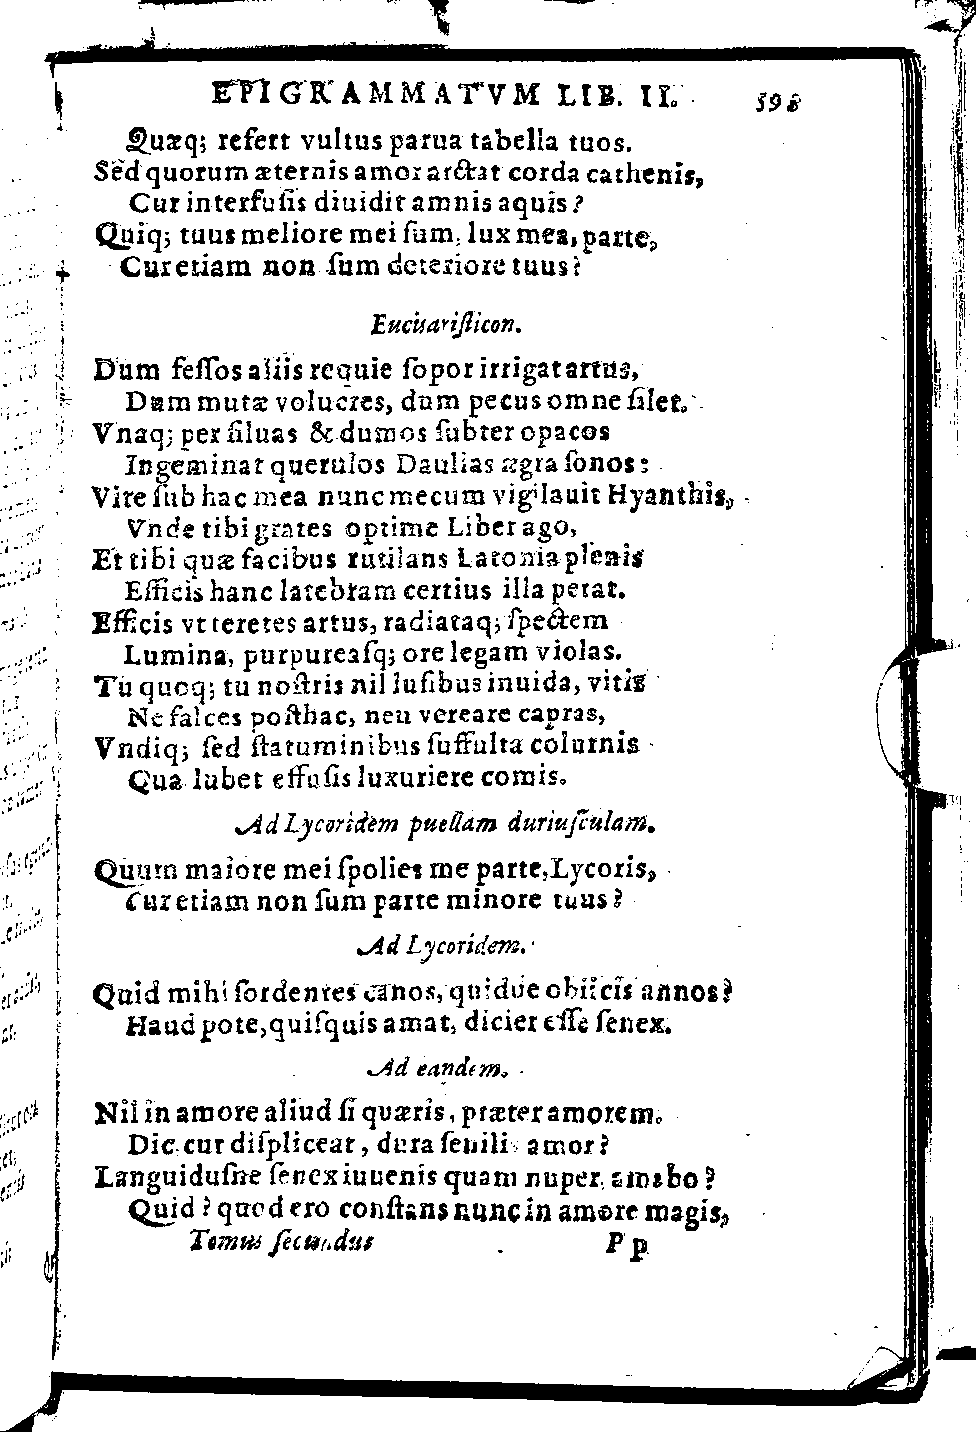 EPIGRAMMATVM LIB. II. 598
Quæq; refert vultus parua tabella tuos.
Sed quorum æternis amor arctat corda cathenis,
Cur interfusis diuidit amnis aquis?
Quiq; tuus meliore mei sum, lux mea, parte,
Cur etiam non sum deteriore tuus?
Eucharisticon.
Dum fessos aliis requie sopor irrigat artus,
Dum mutæ volucres, dum pecus omne silet.
Vnaq; per siluas & dumos subter opacos
Ingeminat querulos Daulias ægra sonos:
Vite sub hac mea nunc mecum vigilauit Hyanthis,
Vnde tibi grates optime Liber ago,
Et tibi quæ facibus rutilans Latonia plenis
Efficis hanc latebram certius illa petat.
Efficis vt teretes artus, radiataq; spectem
Lumina, purpureasq; ore legam violas.
Tu quoq; tu nostris nil lusibus inuida, vitis
Ne falces posthac, neu vereare capras,
Vndiq; sed statuminibus suffulta colurnis
Qua lubet effusis luxuriere comis.
Ad Lycoridem puellam duriusculam.
Quum maiore mei spolies me parte, Lycoris,
Cur etiam non sum parte minore tuus?
Ad Lycoridem.
Quid mihi sordentes canos, quidue obiicis annos?
Haud pote, quisquis amat, dicier esse senex.
Ad eandem.
Nil in amore aliud si quæris, præter amorem.
Dic cur displiceat, dura senilis amor?
Languidusne senex iuuenis quam nuper, amabo?
Quid? quod ero constans nunc in amore magis,
Tomus secundus P p